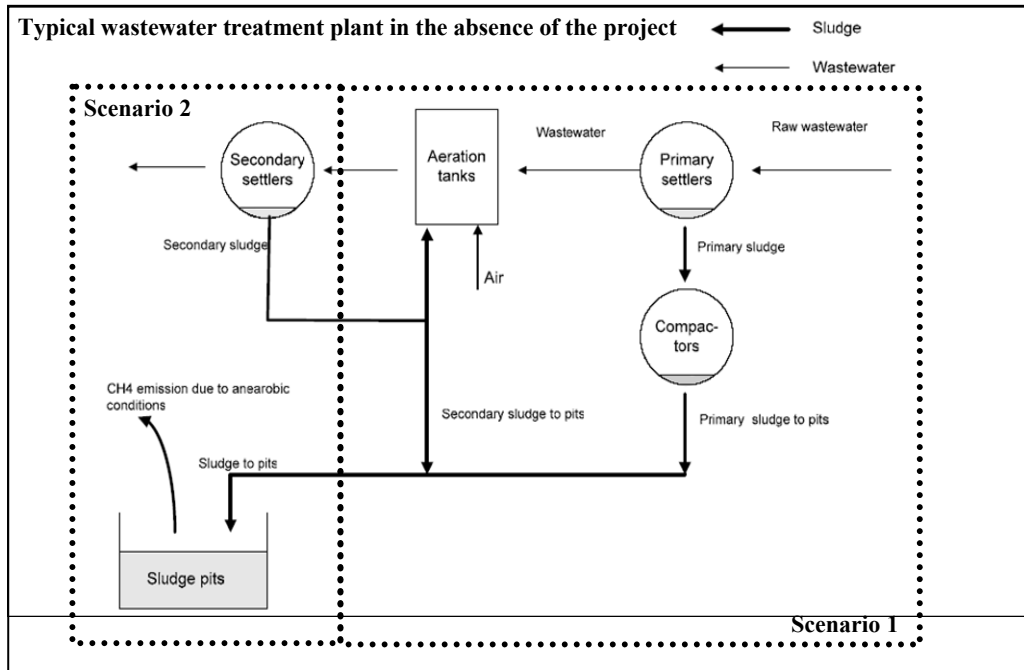 Typical wastewater treatment plant in the absence of the project
Sludge
Wastewater
Scenario 2
Secondary
settlers
Aeration
tanks
Wastewater
Primary
settlers
Raw wastewater
Secondary sludge
Air
Primary sludge
Compac-
tors
CH4 emission due to anearobic
conditions
Secondary sludge to pits
Primary sludge to pits
Sludge to pits
Sludge pits
Scenario 1